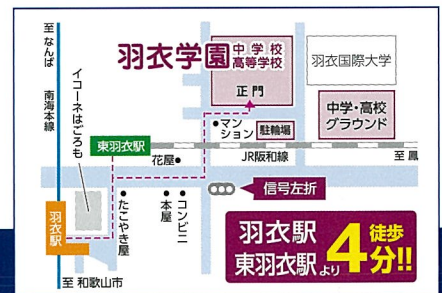 至 なんば
南海本線
イコーネはごろも
羽衣学園 中学校
高等学校
正門
羽衣国際大学
中学・高校
グラウンド
マン
ション
駐輪場
東羽衣駅
花屋
JR阪和線
至 鳳
信号左折
たこやき屋
本屋
コンビニ
羽衣駅
至 和歌山市
羽衣駅
東羽衣駅より
徒歩
4分!!